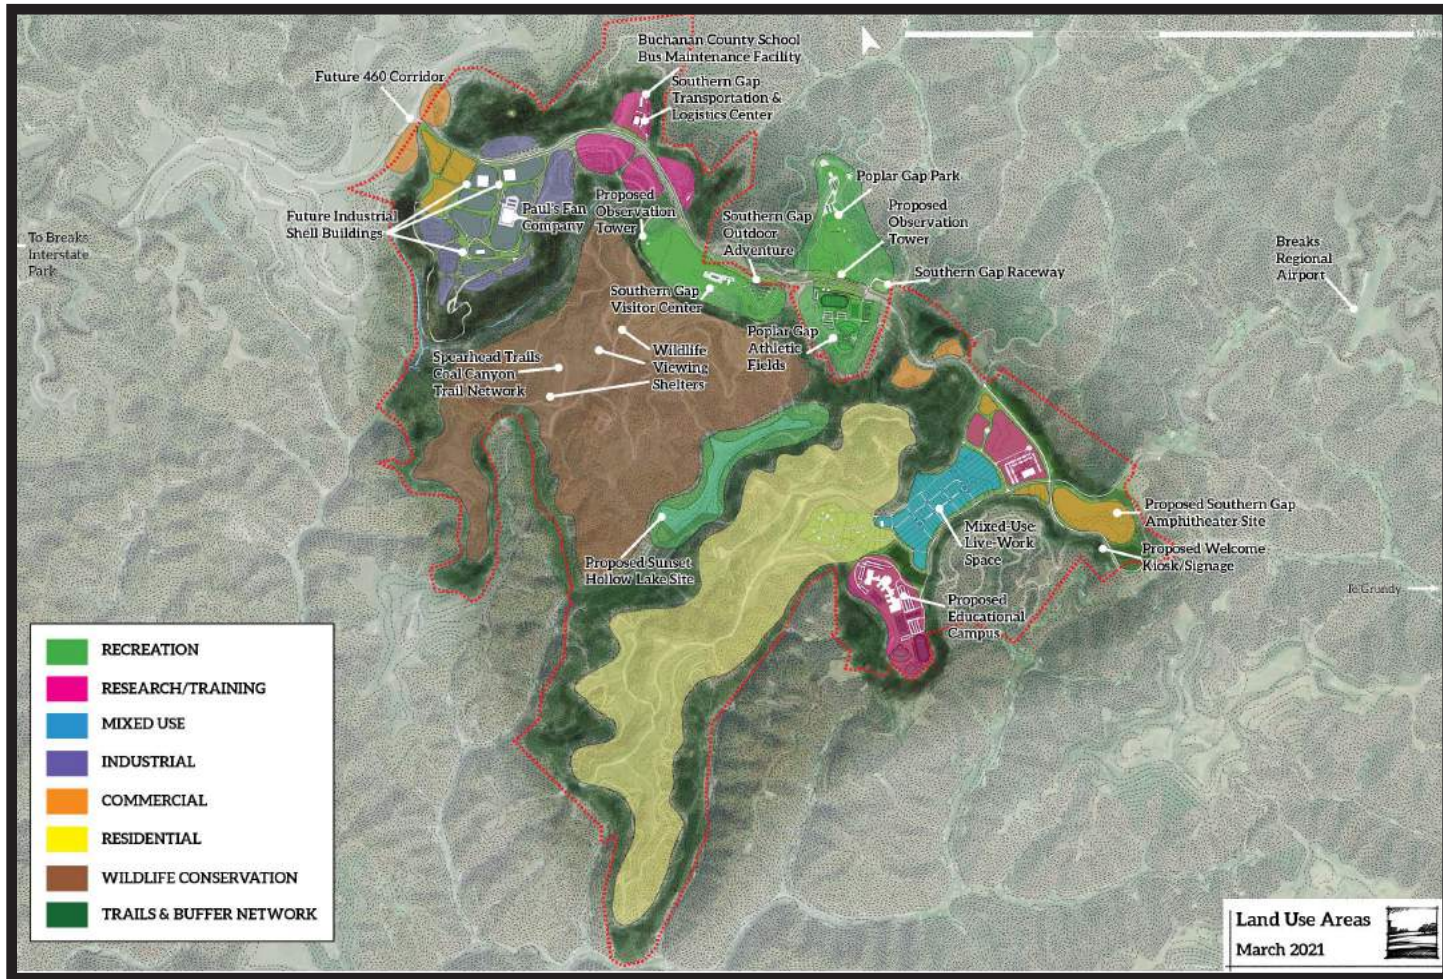 Buchanan County School
Bus Maintenance Facility
Future 460 Corridor
Southern Gap
Transportation &
Logistics Center
Poplar Gap Park
Proposed
Observation
Tower
Proposed
Observation
Tower
Southern Gap
Outdoor
Adventure
Paul's Fan
Company
Future Industrial
Shell Buildings
To Breaks
Interstate
Park
Breaks
Regional
Airport
Southern Gap Raceway
Southern Gap
Visitor Center
Poplar Gap
Athletic
Fields
Spearhead Trails
Coal Canyon
Trail Network
Wildlife
Viewing
Shelters
Proposed Southern Gap
Amphitheater Site
Mixed-Use
Live-Work
Space
Proposed Welcome
Kiosk/Signage
Proposed Sunset
Hollow Lake Site
To Grundy
Proposed
Educational
Campus
RECREATION
RESEARCH/TRAINING
MIXED USE
INDUSTRIAL
COMMERCIAL
RESIDENTIAL
WILDLIFE CONSERVATION
TRAILS & BUFFER NETWORK
Land Use Areas
March 2021